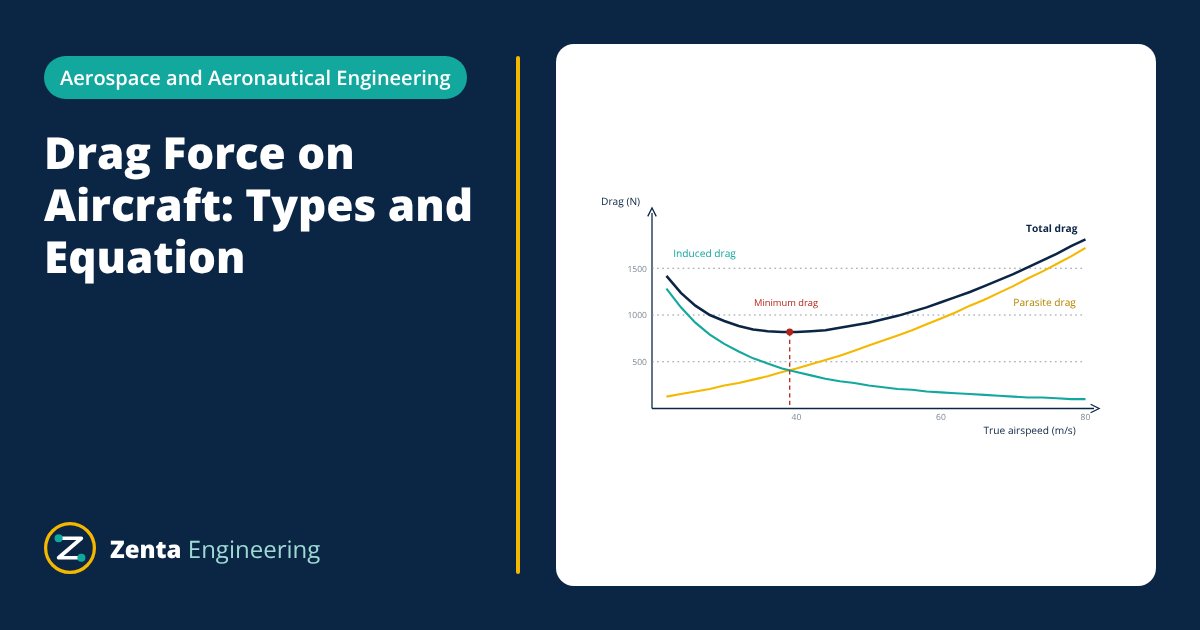 Aerospace and Aeronautical Engineering
Drag Force on
Aircraft: Types and
Equation
Zenta Engineering
Drag (N)
Total drag
Induced drag
1500
Minimum drag
Parasite drag
1000
500
40
60
80
True airspeed (m/s)